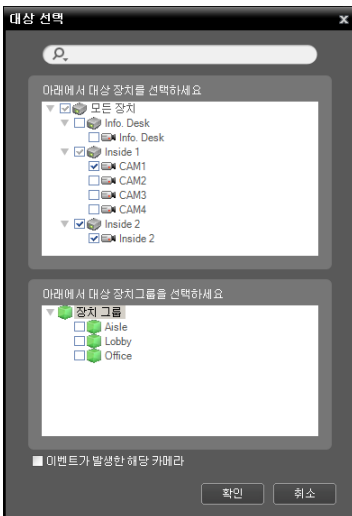 대상 선택
아래에서 대상 장치를 선택하세요
모든 장치
Info. Desk
Info. Desk
Inside 1
CAM1
CAM2
CAM3
CAM4
Inside 2
Inside 2
아래에서 대상 장치그룹을 선택하세요
장치 그룹
Aisle
Lobby
Office
이벤트가 발생한 해당 카메라
확인 취소